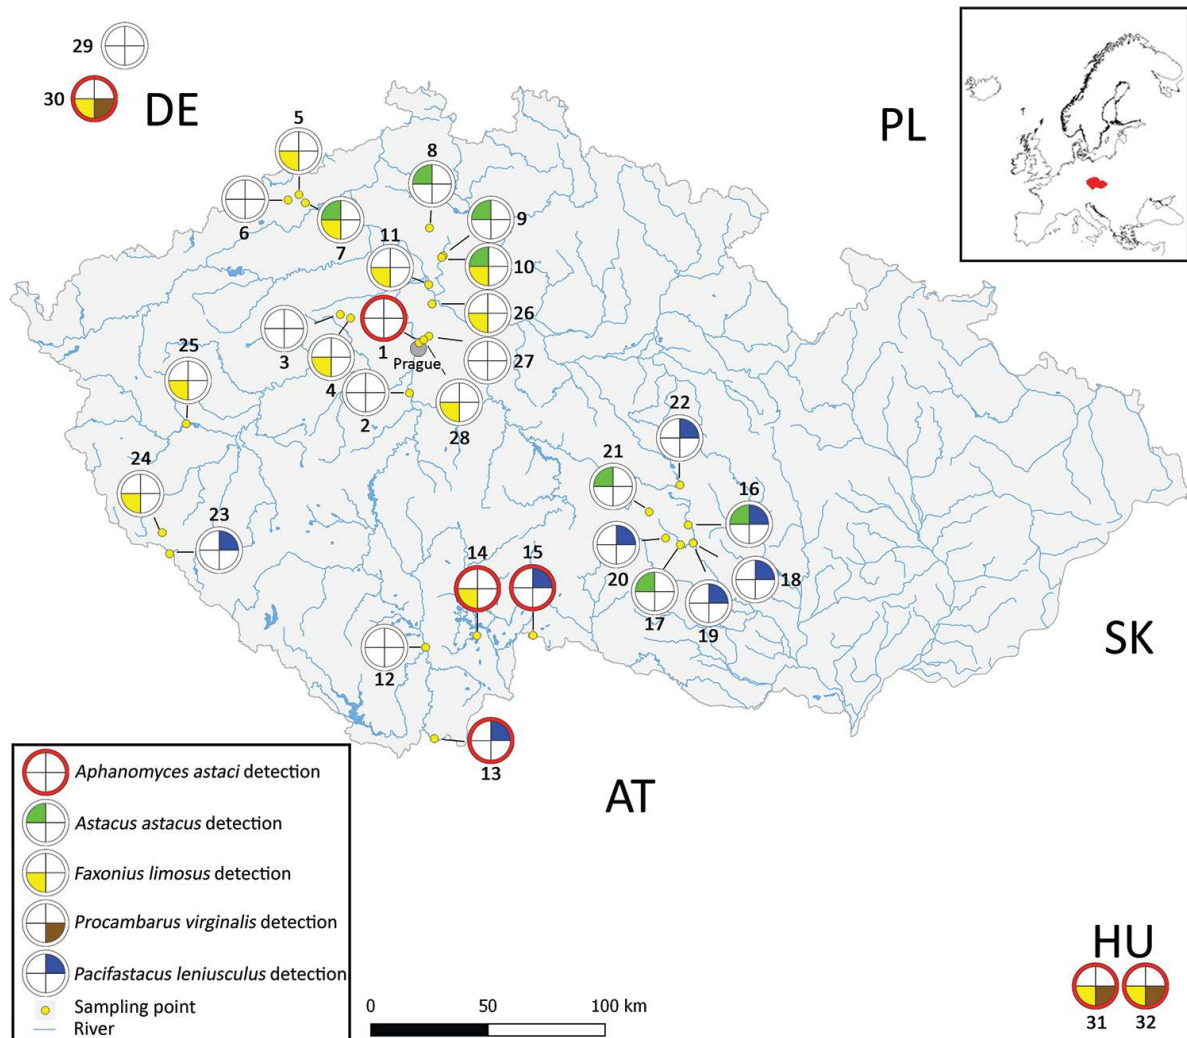 29
30
DE
PL
5
8
6
7
9
11
10
26
3
1
4
Prague
27
25
2
28
24
22
21
16
23
14
15
20
18
17
19
12
SK
13
AT
Aphanomyces astaci detection
Astacus astacus detection
Faxonius limosus detection
Procambarus virginalis detection
Pacifastacus leniusculus detection
Sampling point
River
0 50 100 km
HU
31 32